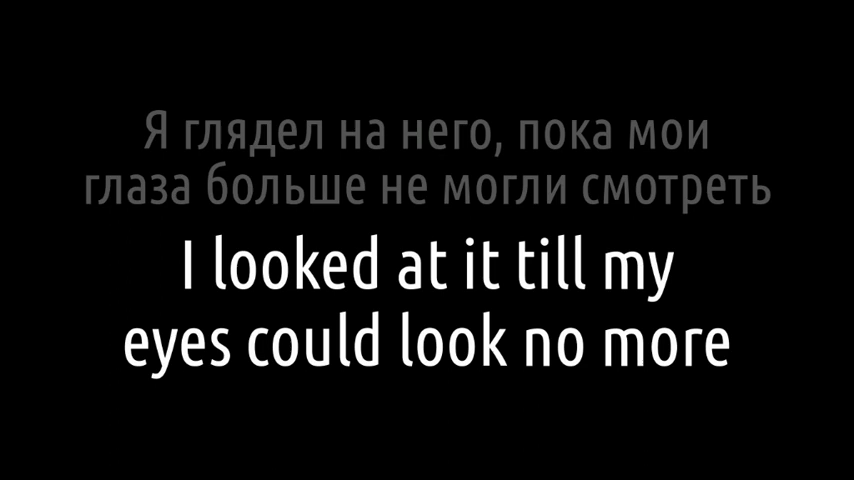 Я глядел на него, пока мои
глаза больше не могли смотреть
I looked at it till my
eyes could look no more